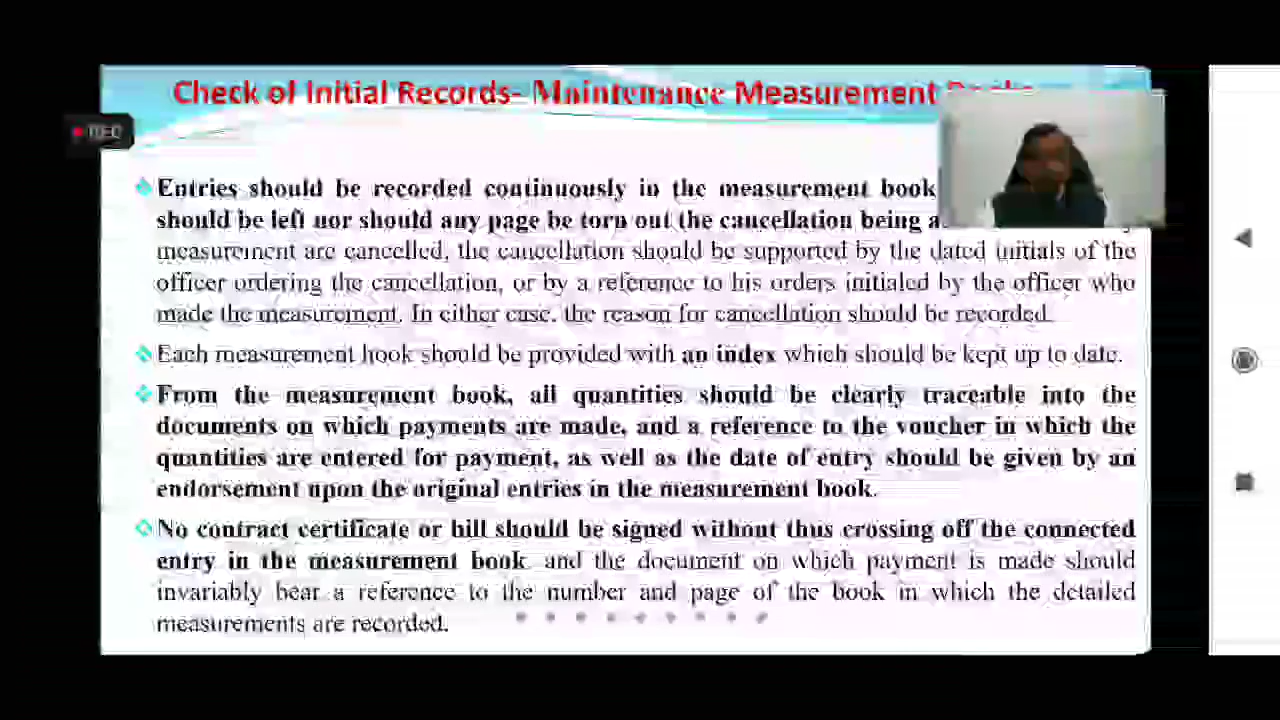 Check of Initial Records- Maintenance Measurement Books
REC
Entries should be recorded continuously in the measurement book
should be left nor should any page be torn out the cancellation being
measurement are cancelled, the cancellation should be supported by the dated initials of the
officer ordering the cancellation, or by a reference to his orders initialed by the officer who
made the measurement. In either case, the reason for cancellation should be recorded.
Each measurement book should be provided with an index which should be kept up to date.
From the measurement book, all quantities should be clearly traceable into the
documents on which payments are made, and a reference to the voucher in which the
quantities are entered for payment, as well as the date of entry should be given by an
endorsement upon the original entries in the measurement book.
No contract certificate or bill should be signed without thus crossing off the connected
entry in the measurement book and the document on which payment is made should
invariably bear a reference to the number and page of the book in which the detailed
measurements are recorded.